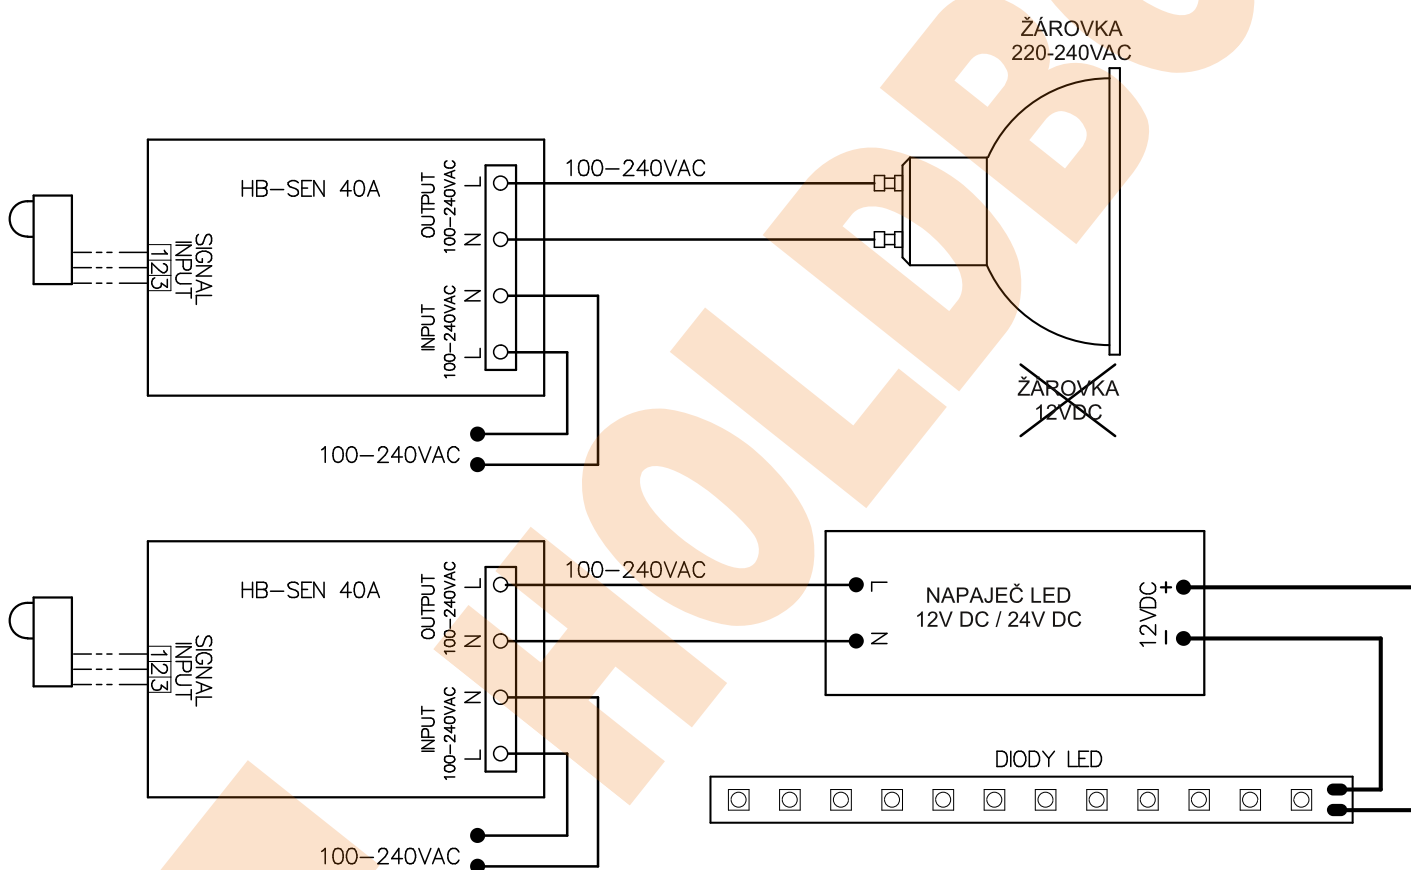 ŽÁROVKA
220-240VAC
HB-SEN 40A
SIGNAL
INPUT
1 2 3
OUTPUT
100-240VAC
L
N
INPUT
100-240VAC
N
L
100-240VAC
100-240VAC
ŽÁROVKA
12VDC
HB-SEN 40A
SIGNAL
INPUT
1 2 3
OUTPUT
100-240VAC
L
N
INPUT
100-240VAC
N
L
100-240VAC
100-240VAC
L
N
NAPAJEČ LED
12V DC / 24V DC
12VDC
+
-
DIODY LED
HOLDBO